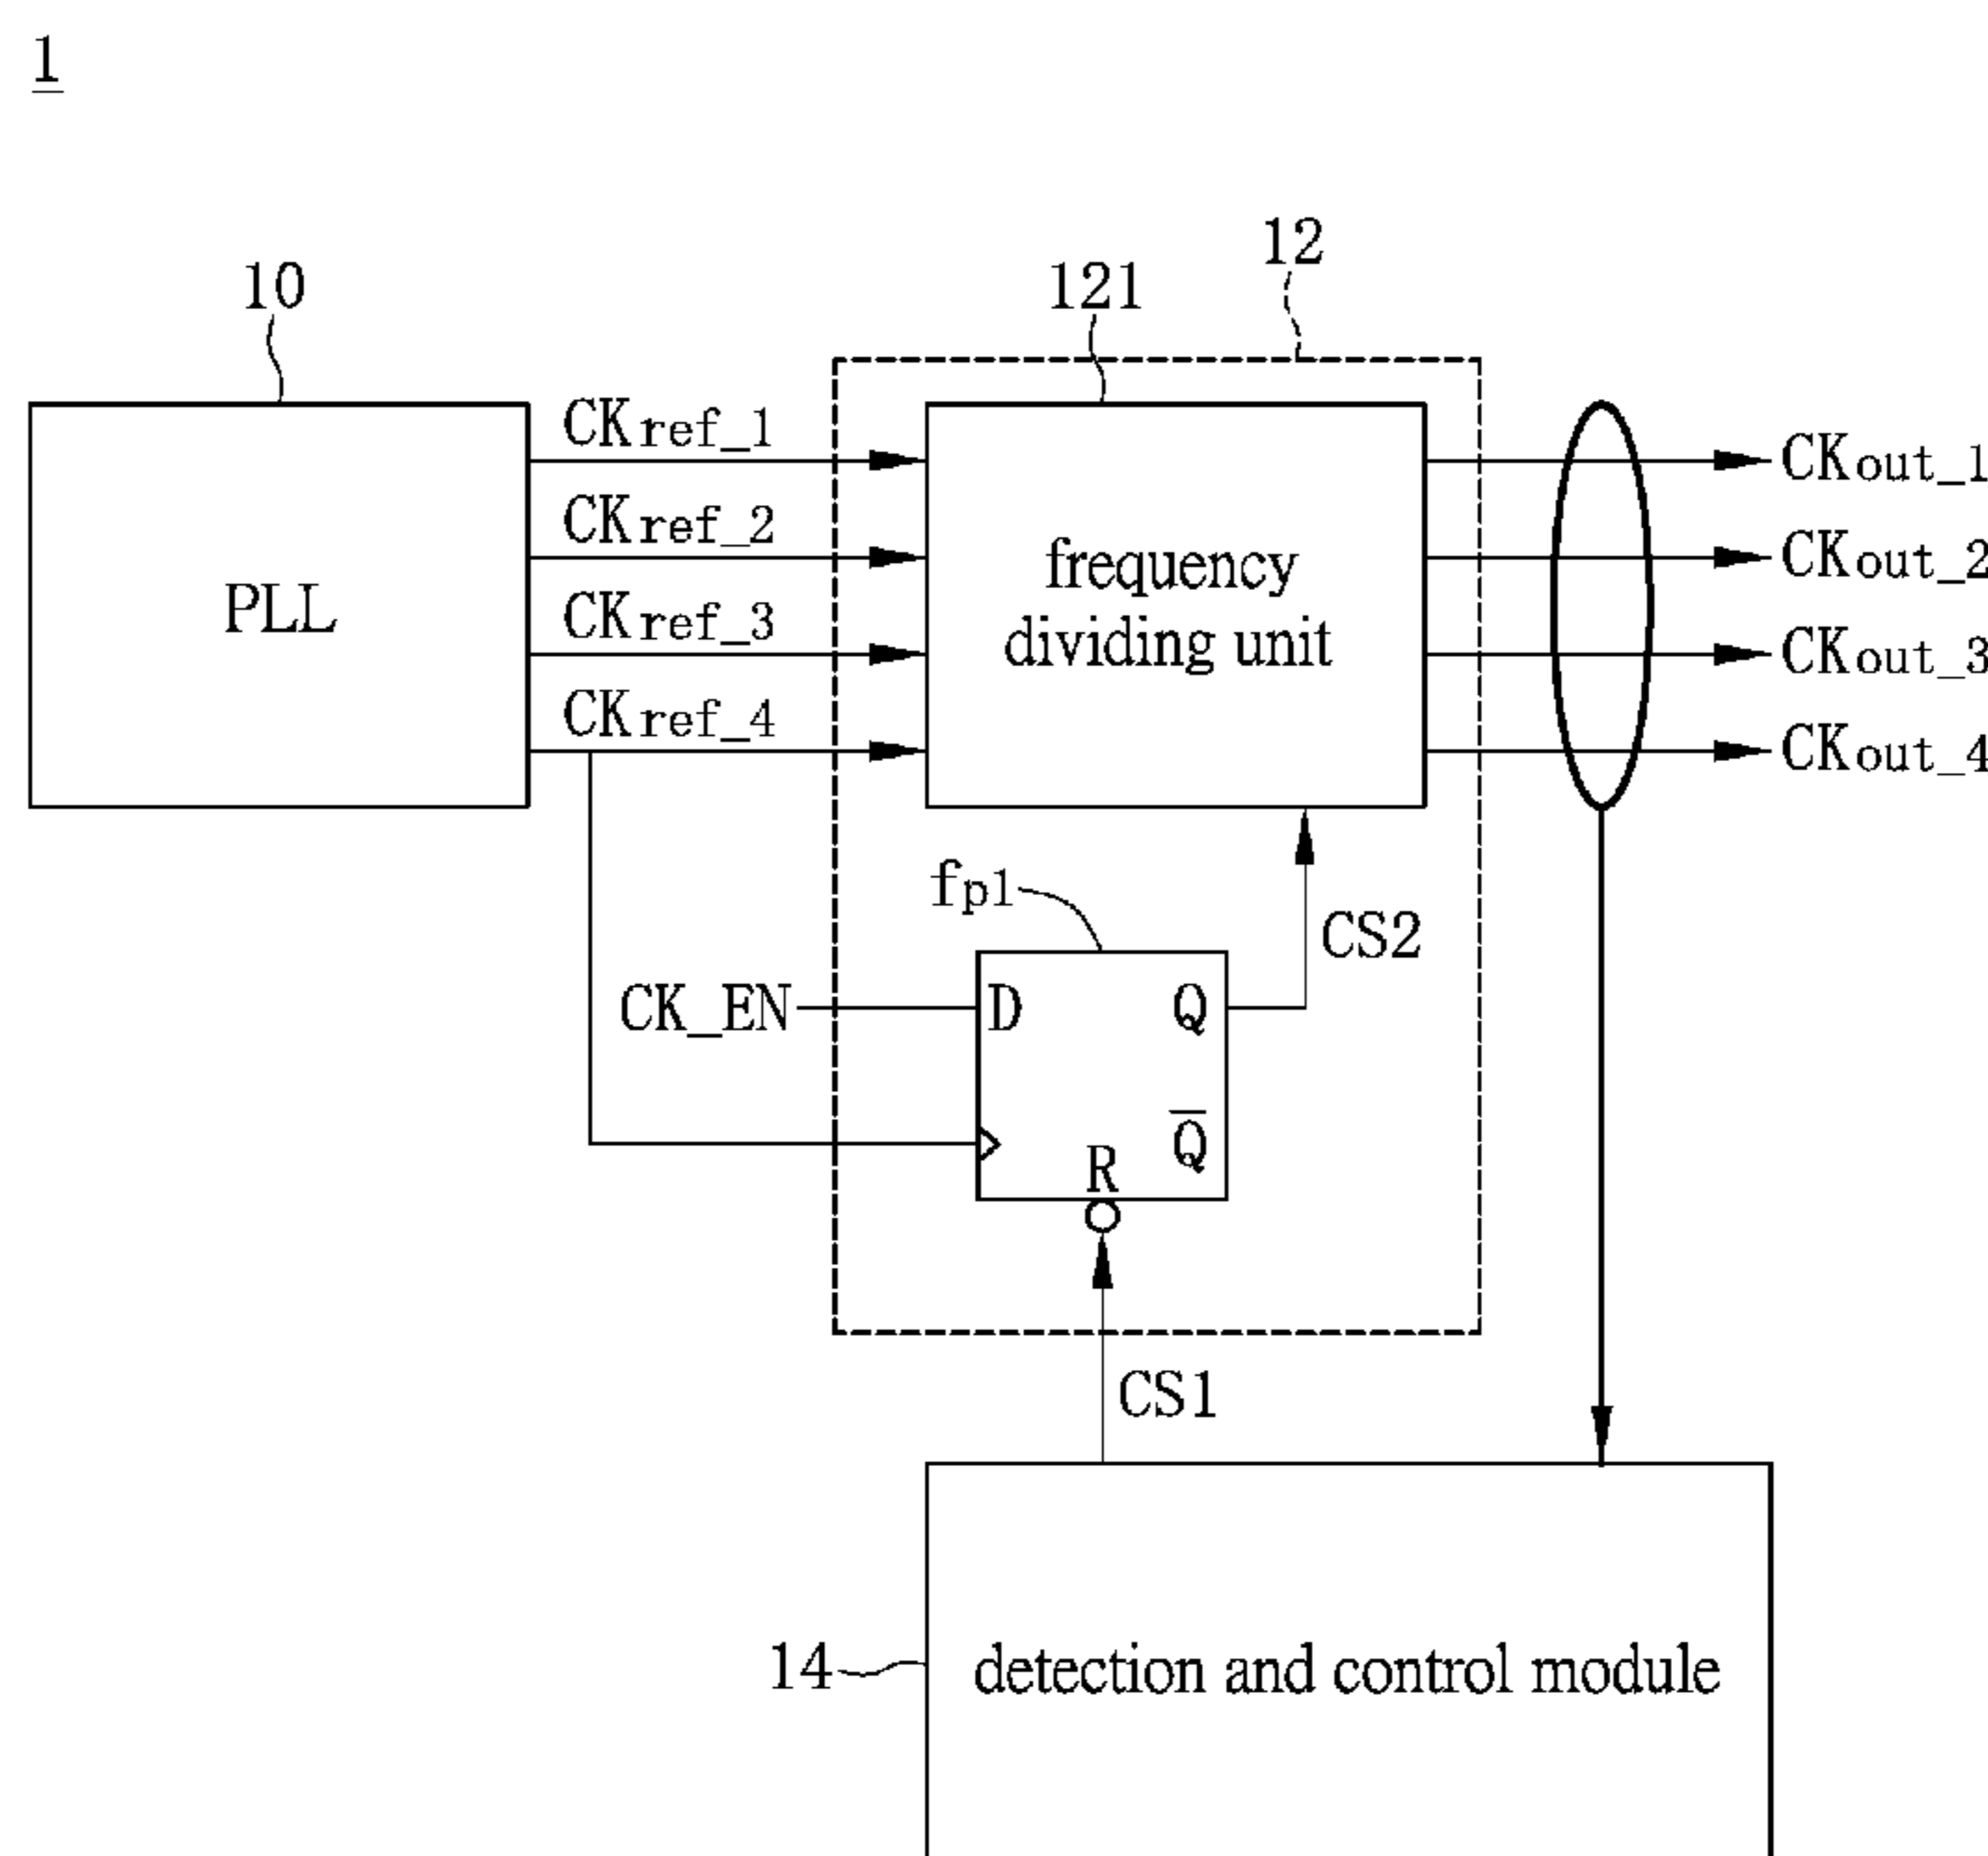 1
12
10
121
CKref_1
CKref_2
CKref_3
CKref_4
PLL
frequency
dividing unit
CKout_1
CKout_2
CKout_3
CKout_4
fp1
CS2
CK_EN
D
Q
Q̅
R
CS1
14
detection and control module